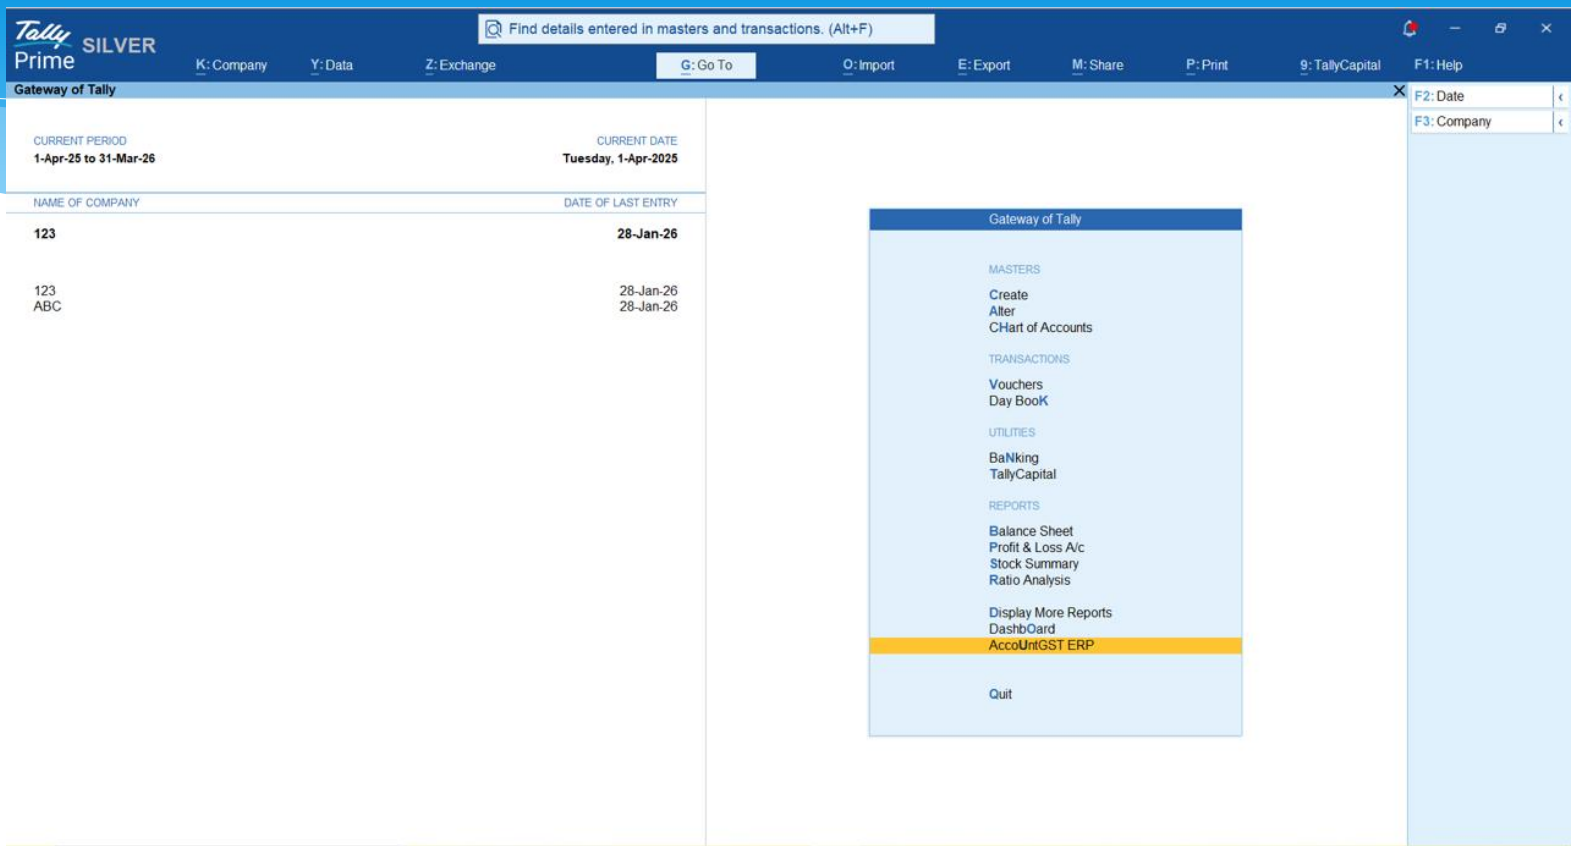 Tally
Prime SILVER
Find details entered in masters and transactions. (Alt+F)
K: Company Y: Data Z: Exchange G: Go To O: Import E: Export M: Share P: Print 9: TallyCapital F1: Help
Gateway of Tally
F2: Date
F3: Company
CURRENT PERIOD CURRENT DATE
1-Apr-25 to 31-Mar-26 Tuesday, 1-Apr-2025
NAME OF COMPANY DATE OF LAST ENTRY
123 28-Jan-26
123 28-Jan-26
ABC 28-Jan-26
Gateway of Tally
MASTERS
Create
Alter
CHart of Accounts
TRANSACTIONS
Vouchers
Day BooK
UTILITIES
BaNking
TallyCapital
REPORTS
Balance Sheet
Profit & Loss A/c
Stock Summary
Ratio Analysis
Display More Reports
DashbOard
AccoUntGST ERP
Quit